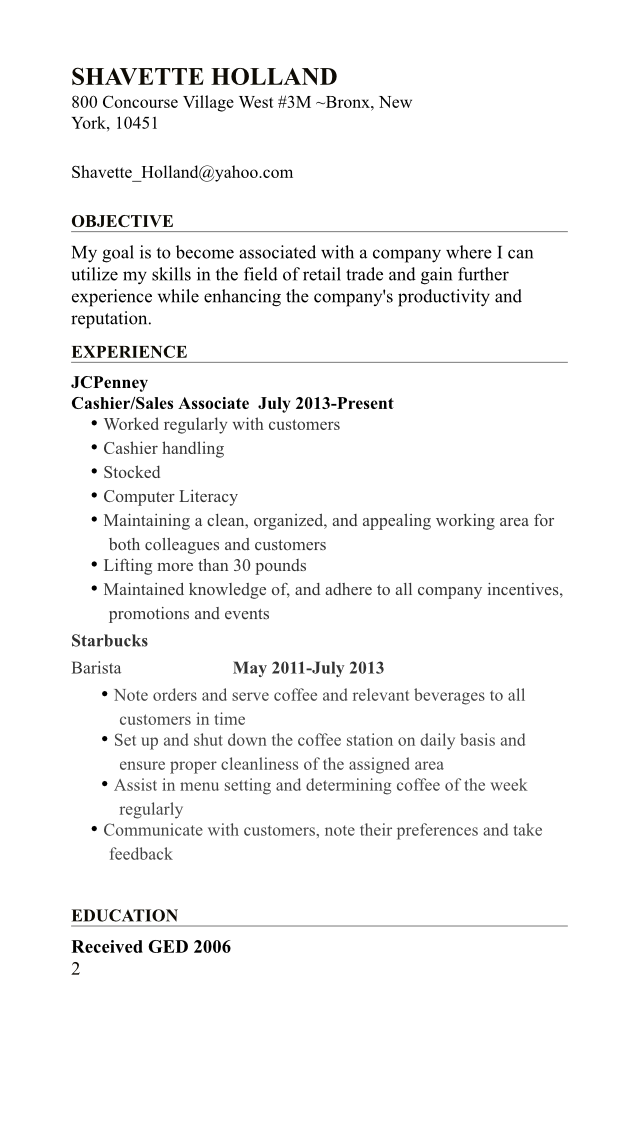 SHAVETTE HOLLAND
800 Concourse Village West #3M ~Bronx, New
York, 10451
Shavette_Holland@yahoo.com
OBJECTIVE
My goal is to become associated with a company where I can
utilize my skills in the field of retail trade and gain further
experience while enhancing the company's productivity and
reputation.
EXPERIENCE
JCPenney
Cashier/Sales Associate  July 2013-Present
• Worked regularly with customers
• Cashier handling
• Stocked
• Computer Literacy
• Maintaining a clean, organized, and appealing working area for
both colleagues and customers
• Lifting more than 30 pounds
• Maintained knowledge of, and adhere to all company incentives,
promotions and events
Starbucks
Barista May 2011-July 2013
• Note orders and serve coffee and relevant beverages to all
customers in time
• Set up and shut down the coffee station on daily basis and
ensure proper cleanliness of the assigned area
• Assist in menu setting and determining coffee of the week
regularly
• Communicate with customers, note their preferences and take
feedback
EDUCATION
Received GED 2006
2